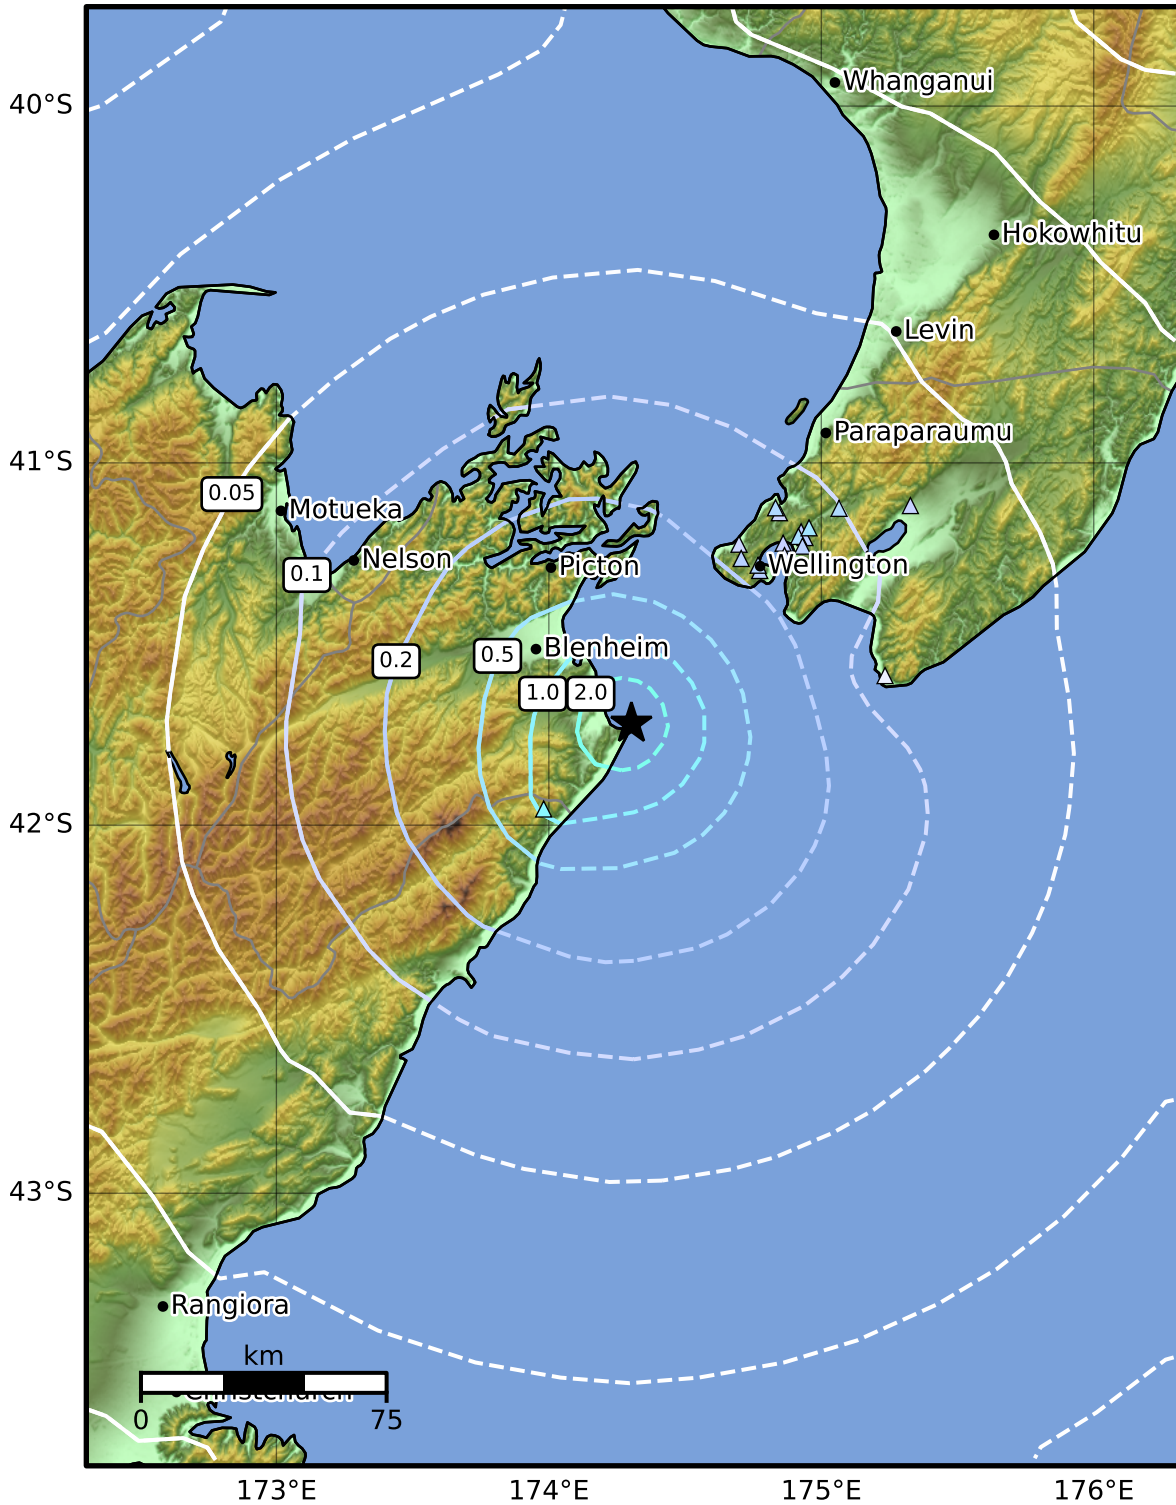 Whanganui
40°S
Hokowhitu
Levin
Paraparaumu
41°S
0.05
Motueka
Nelson
Picton
Wellington
0.1
Blenheim
0.2
0.5
1.0
2.0
42°S
43°S
Rangiora
km
Christchurch
0
75
173°E
174°E
175°E
176°E